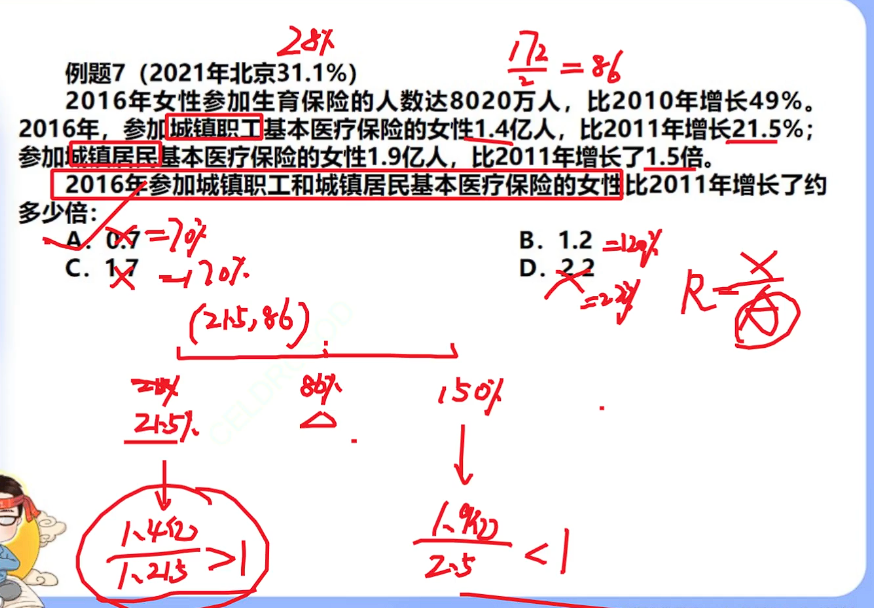 28%
172/2 = 86
例题7（2021年北京31.1%）
2016年女性参加生育保险的人数达8020万人，比2010年增长49%。
2016年，参加城镇职工基本医疗保险的女性1.4亿人，比2011年增长21.5%；
参加城镇居民基本医疗保险的女性1.9亿人，比2011年增长了1.5倍。
2016年参加城镇职工和城镇居民基本医疗保险的女性比2011年增长了约
多少倍：
A. 0.7 =70% B. 1.2 =120%
C. 1.7 =170% D. 2.2 =22%
R=X/A
(21.5, 86)
86% 150%
21.5%
△
1.4亿/1.215 >1
1.9亿/2.5 <1